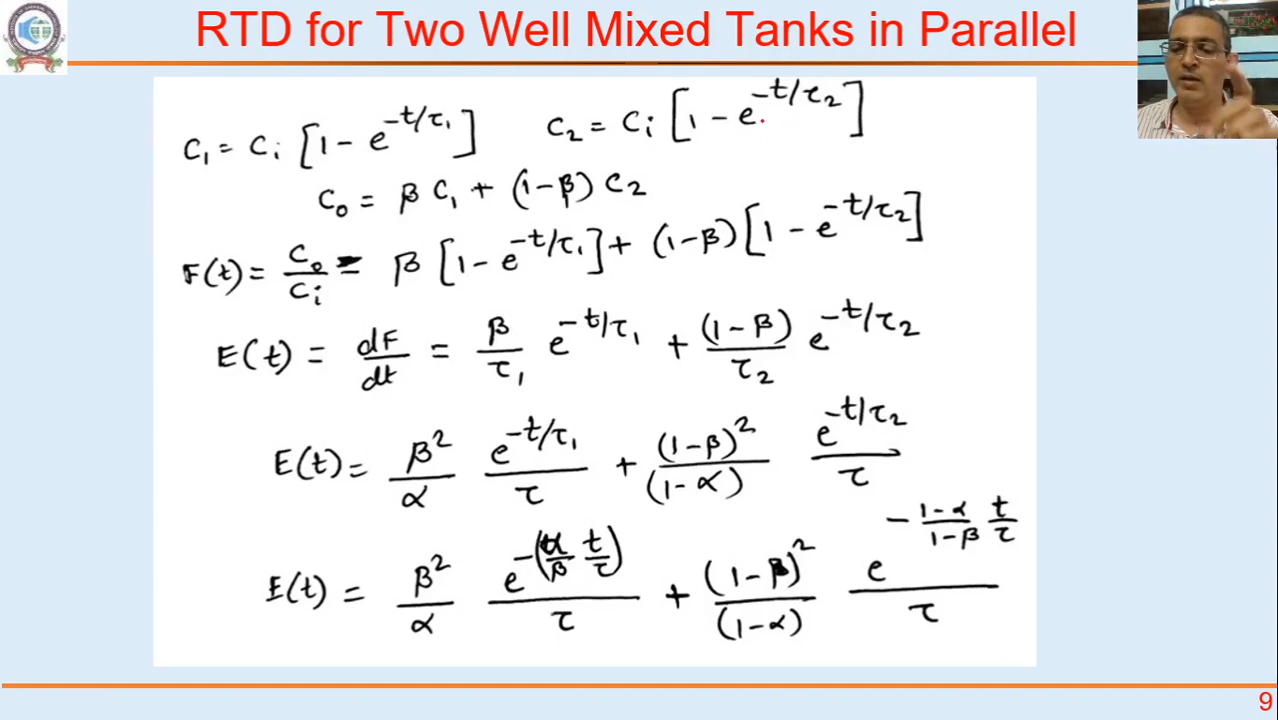 RTD for Two Well Mixed Tanks in Parallel
C₁ = Cᵢ [1 - e^(-t/τ₁)]    C₂ = Cᵢ [1 - e^(-t/τ₂)]
C₀ = β C₁ + (1-β) C₂
F(t) = C₀/Cᵢ = β [1 - e^(-t/τ₁)] + (1-β) [1 - e^(-t/τ₂)]
E(t) = dF/dt = β/τ₁ e^(-t/τ₁) + (1-β)/τ₂ e^(-t/τ₂)
E(t) = β²/α e^(-t/τ₁)/τ + (1-β)²/(1-α) e^(-t/τ₂)/τ
E(t) = β²/α e^(-(α/β t/τ))/τ + (1-β)²/(1-α) e^(-(1-α)/(1-β) t/τ)/τ
9